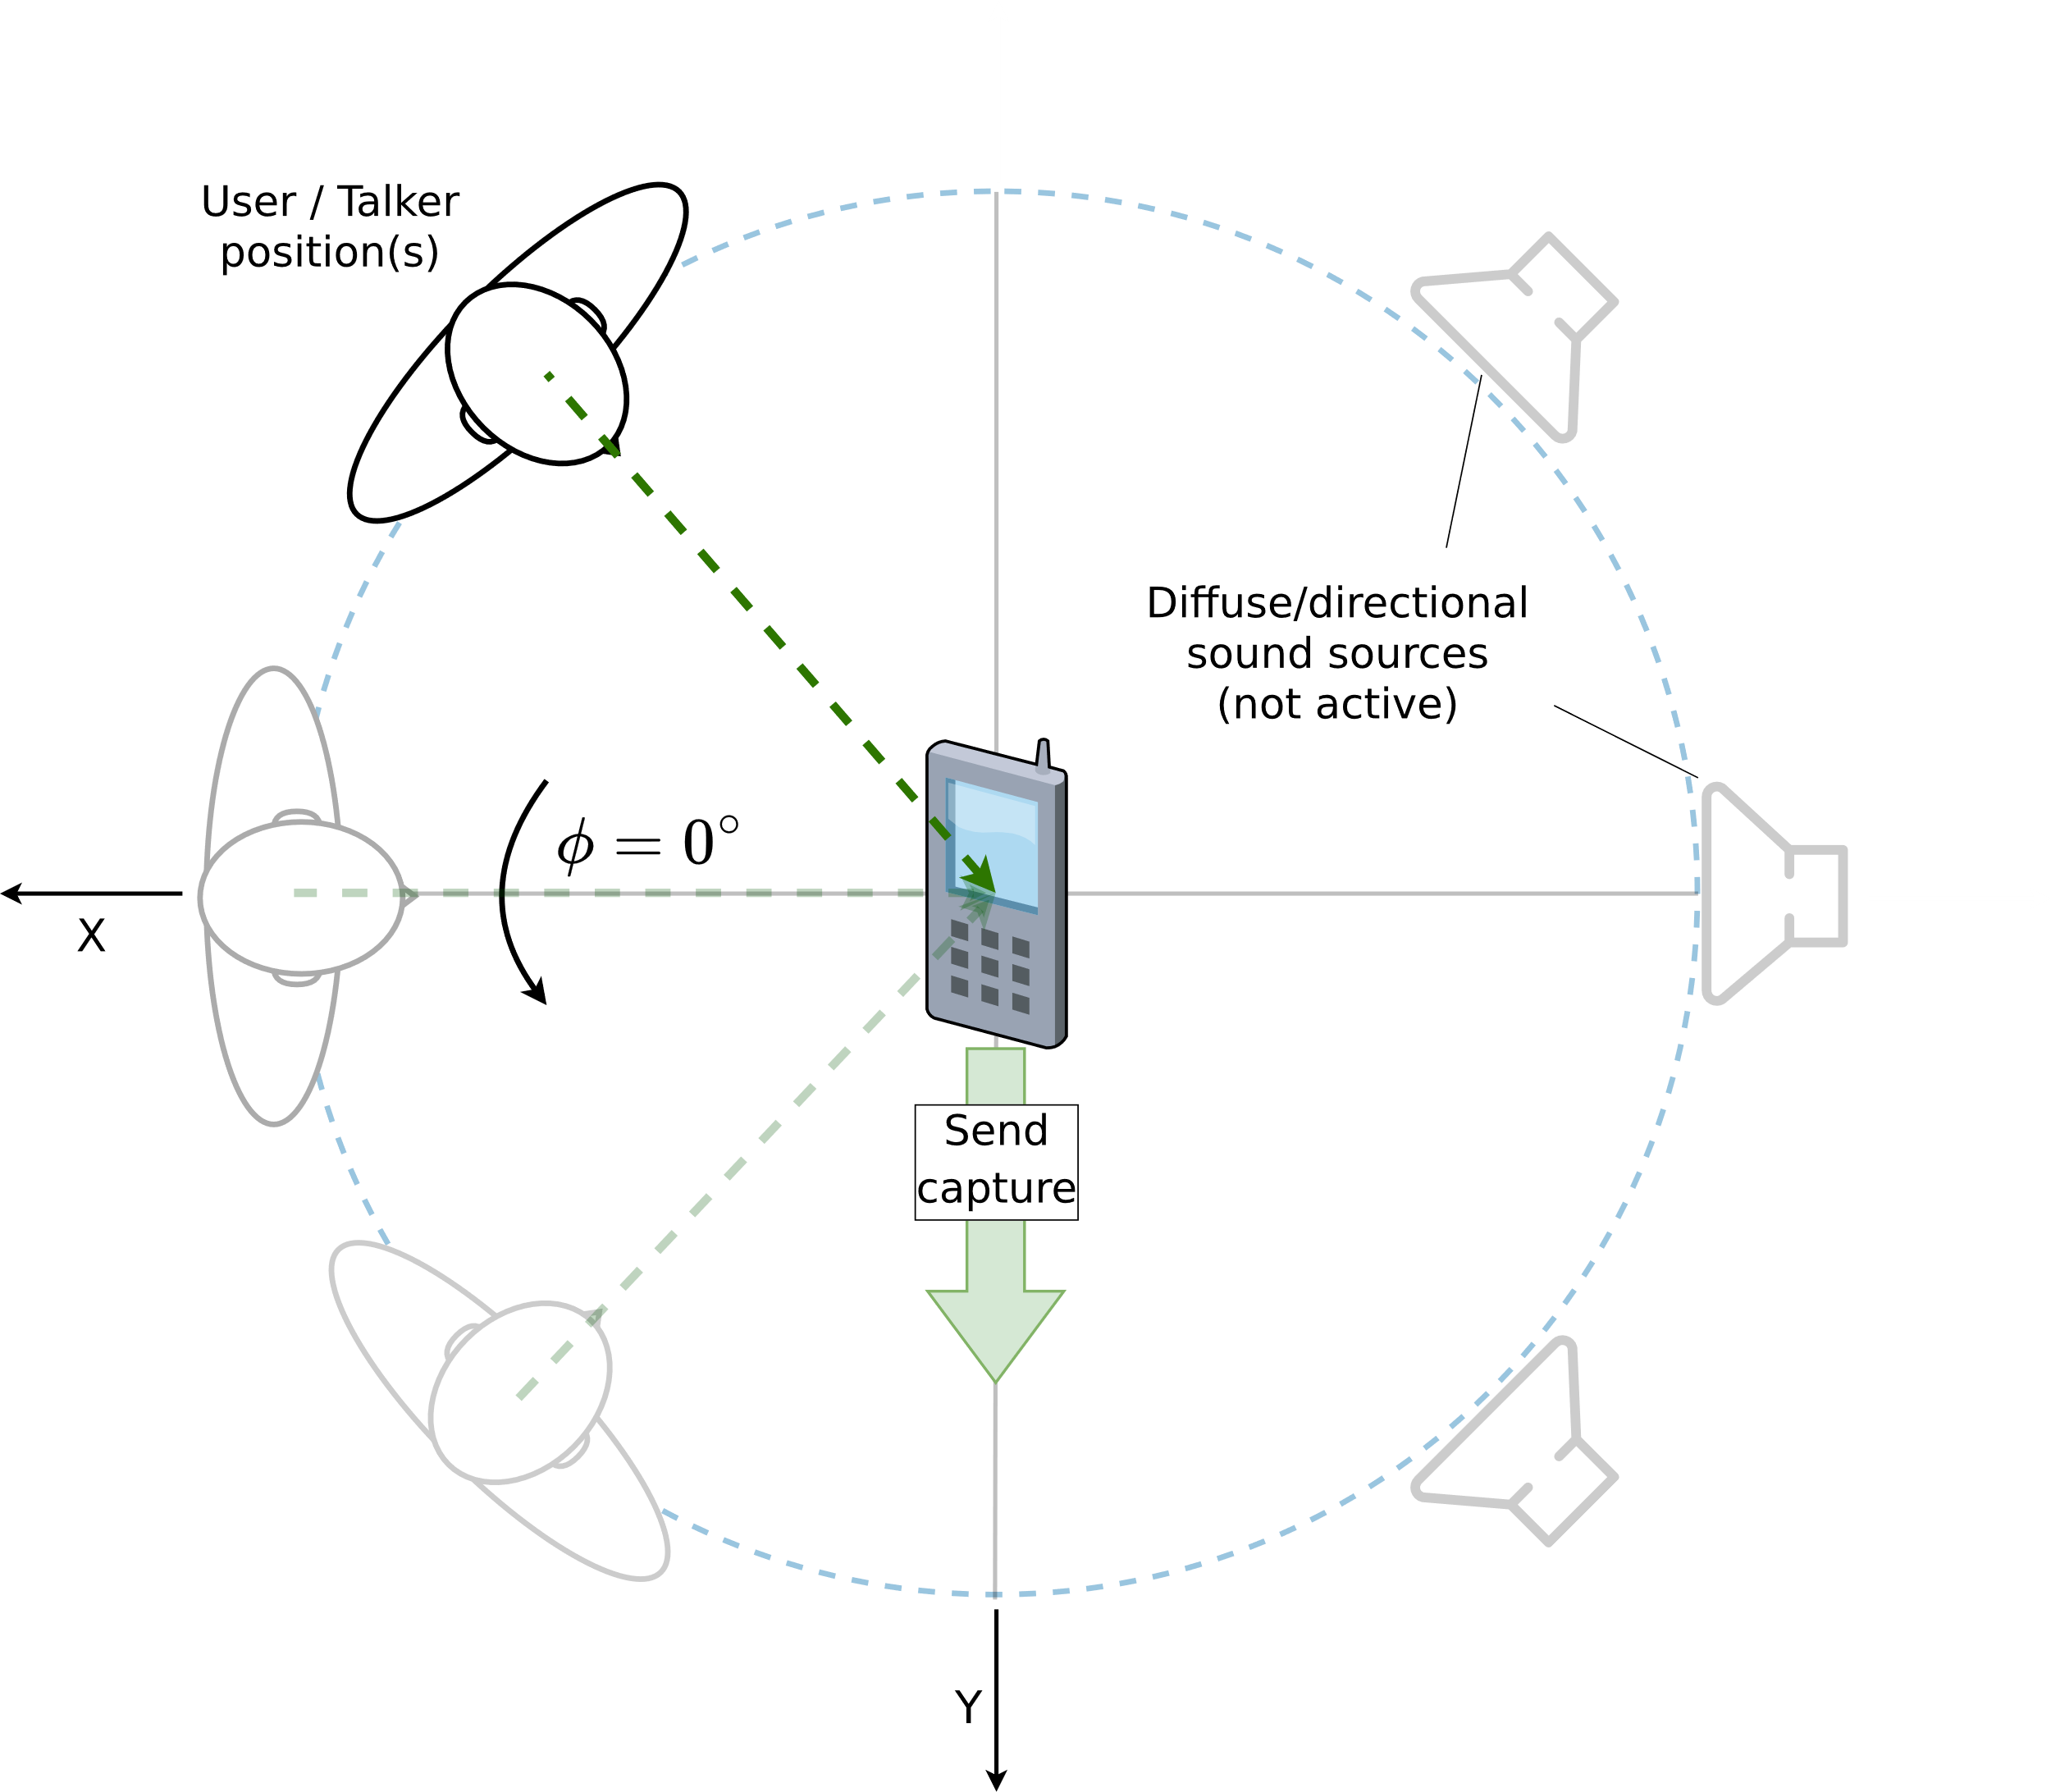 User / Talker
position(s)
Diffuse/directional
sound sources
(not active)
ϕ = 0°
X
Send
capture
Y